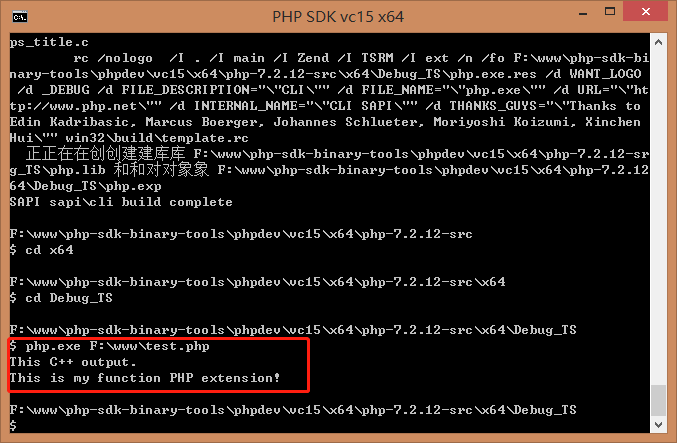 PHP SDK vc15 x64
ps_title.c
rc /nologo /I . /I main /I Zend /I TSRM /I ext /n /fo F:\www\php-sdk-bi
nary-tools\phpdev\vc15\x64\php-7.2.12-src\x64\Debug_TS\php.exe.res /d WANT_LOGO
/d _DEBUG /d FILE_DESCRIPTION="\"CLI\"" /d FILE_NAME="\"php.exe\"" /d URL="\"ht
tp://www.php.net\"" /d INTERNAL_NAME="\"CLI SAPI\"" /d THANKS_GUYS="\"Thanks to
Edin Kadribasic, Marcus Boerger, Johannes Schlueter, Moriyoshi Koizumi, Xinchen
Hui\"" win32\build\template.rc
正正在在创创建建库库 F:\www\php-sdk-binary-tools\phpdev\vc15\x64\php-7.2.12-sr
g_TS\php.lib 和和对对象象 F:\www\php-sdk-binary-tools\phpdev\vc15\x64\php-7.2.12
64\Debug_TS\php.exp
SAPI sapi\cli build complete
F:\www\php-sdk-binary-tools\phpdev\vc15\x64\php-7.2.12-src
$ cd x64
F:\www\php-sdk-binary-tools\phpdev\vc15\x64\php-7.2.12-src\x64
$ cd Debug_TS
F:\www\php-sdk-binary-tools\phpdev\vc15\x64\php-7.2.12-src\x64\Debug_TS
$ php.exe F:\www\test.php
This C++ output.
This is my function PHP extension!
F:\www\php-sdk-binary-tools\phpdev\vc15\x64\php-7.2.12-src\x64\Debug_TS
$